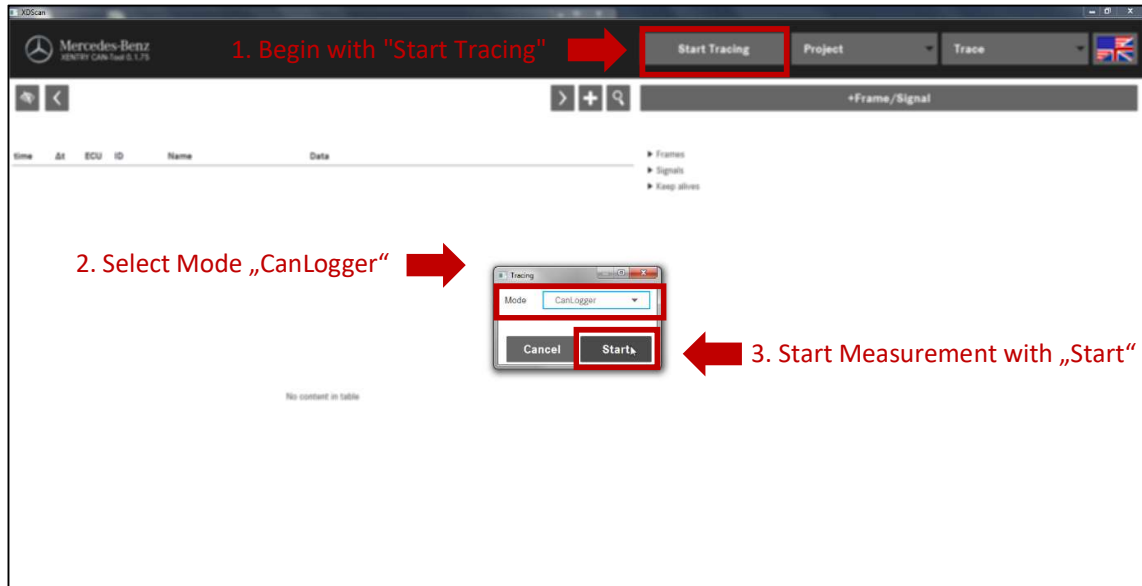 XDScan
Mercedes-Benz
XENTRY CAN-Tool 0.1.75
1. Begin with "Start Tracing"
Start Tracing
Project
Trace
+Frame/Signal
time Δt ECU ID Name Data
Frames
Signals
Keep alives
2. Select Mode „CanLogger“
Tracing
Mode CanLogger
Cancel Start
3. Start Measurement with „Start“
No content in table